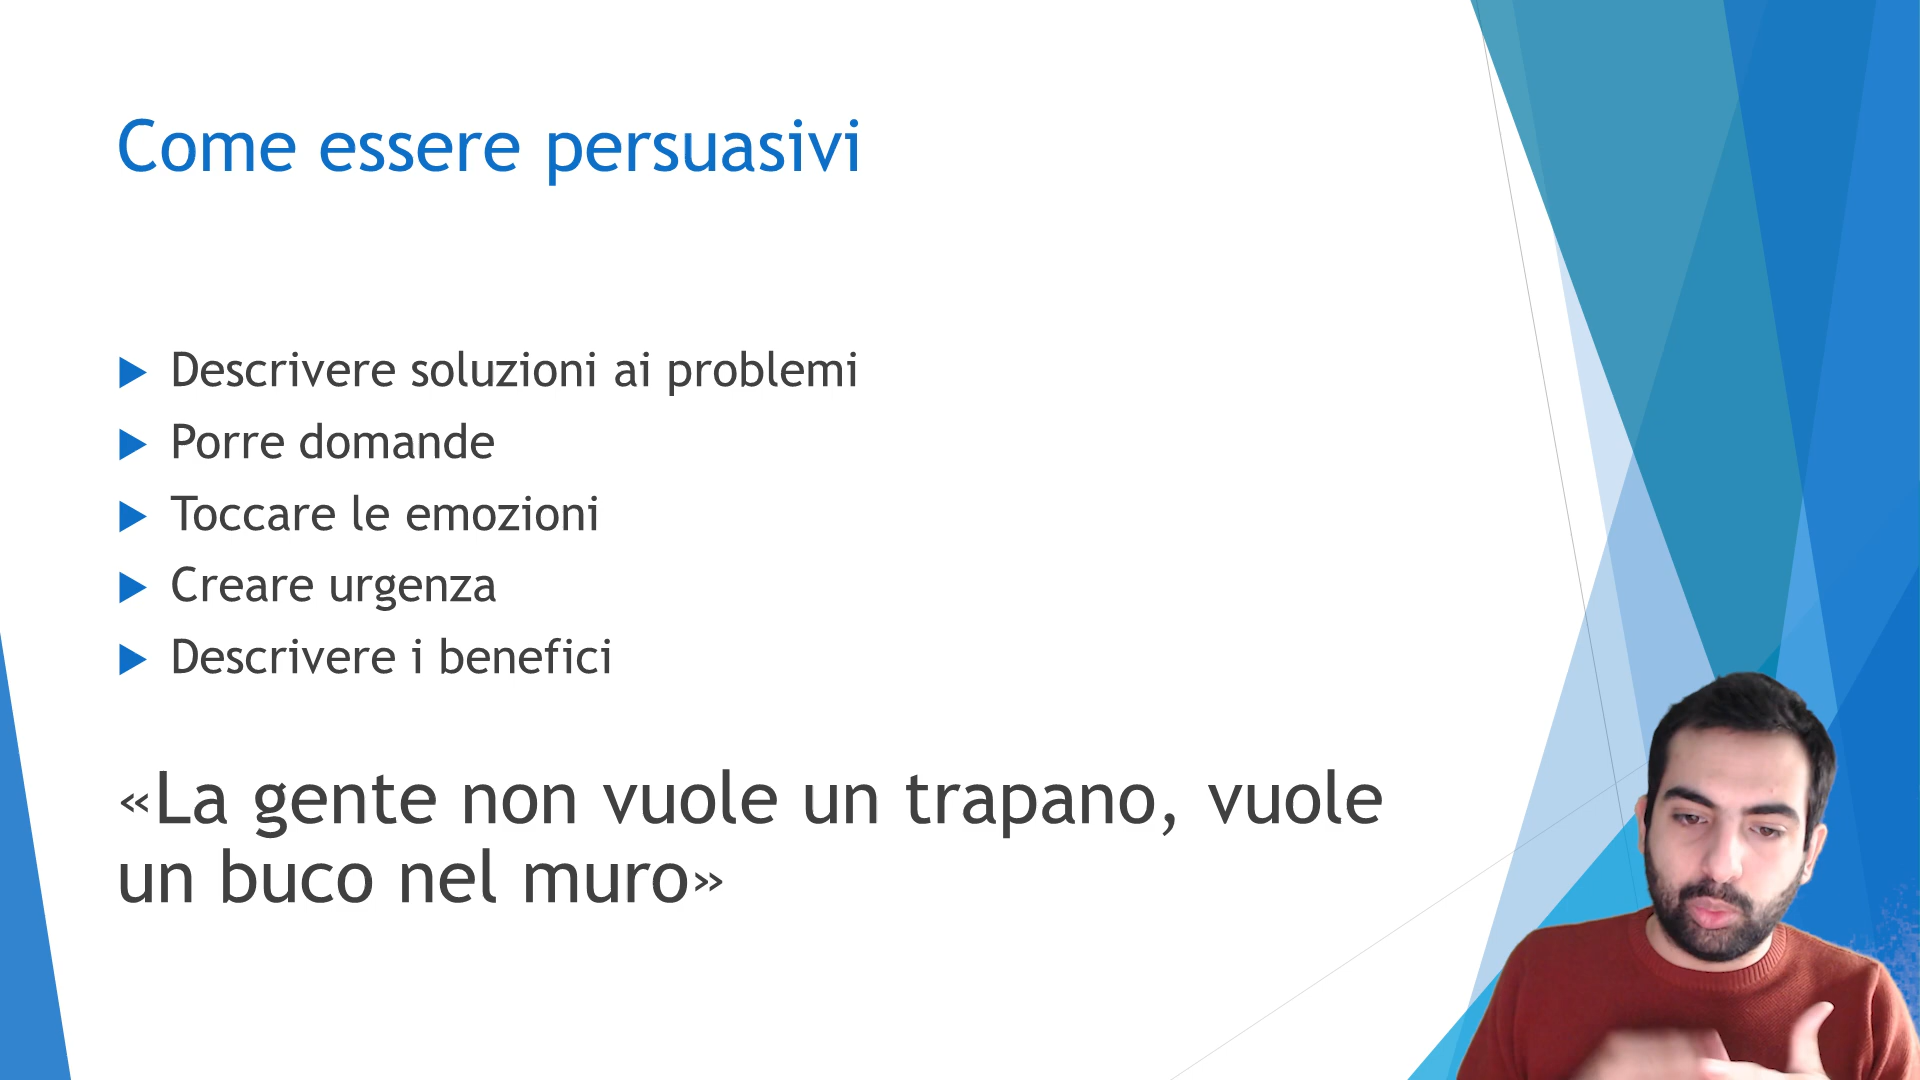 Come essere persuasivi
Descrivere soluzioni ai problemi
Porre domande
Toccare le emozioni
Creare urgenza
Descrivere i benefici
«La gente non vuole un trapano, vuole
un buco nel muro»